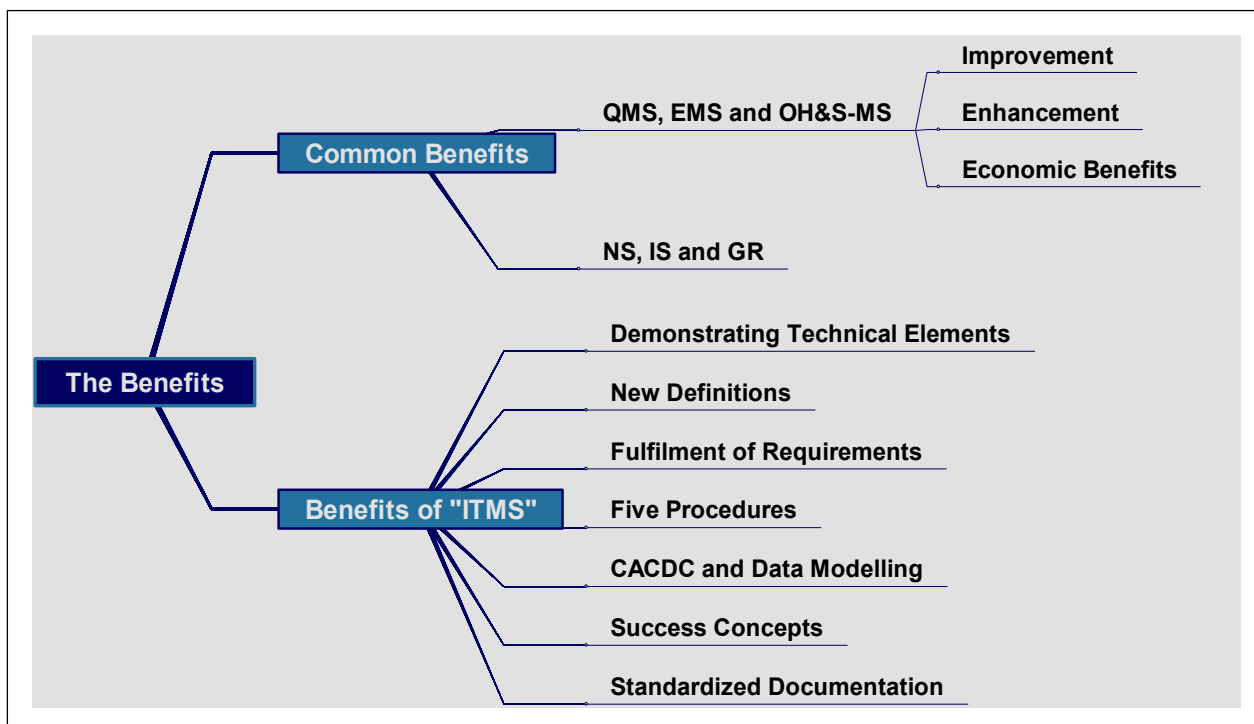 The Benefits
Common Benefits
QMS, EMS and OH&S-MS
Improvement
Enhancement
Economic Benefits
NS, IS and GR
Benefits of "ITMS"
Demonstrating Technical Elements
New Definitions
Fulfilment of Requirements
Five Procedures
CACDC and Data Modelling
Success Concepts
Standardized Documentation